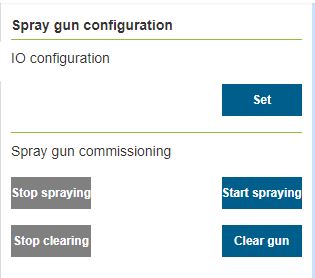 Spray gun configuration
IO configuration
Set
Spray gun commissioning
Stop spraying Start spraying
Stop clearing Clear gun